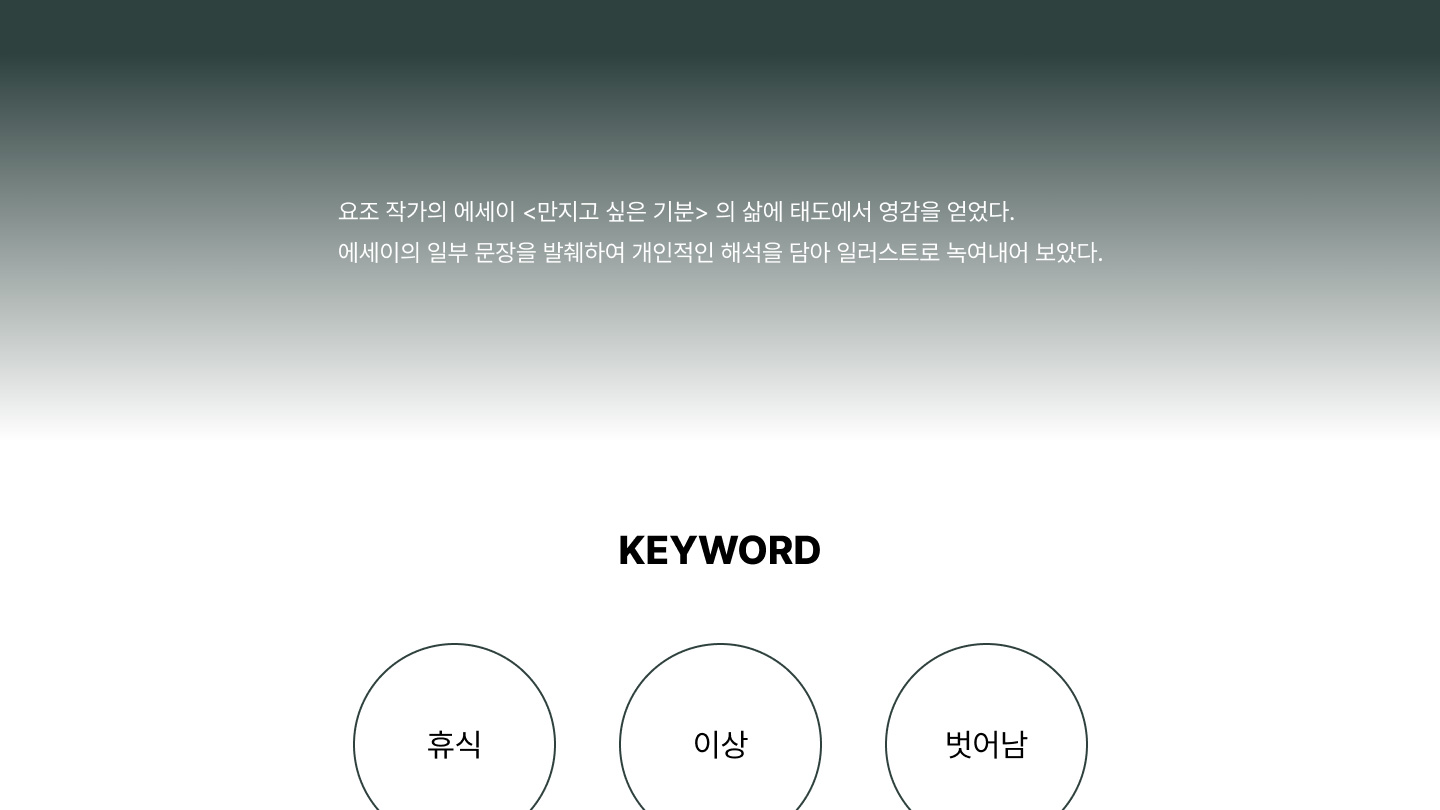 요조 작가의 에세이 <만지고 싶은 기분> 의 삶에 태도에서 영감을 얻었다.
에세이의 일부 문장을 발췌하여 개인적인 해석을 담아 일러스트로 녹여내어 보았다.
KEYWORD
휴식
이상
벗어남